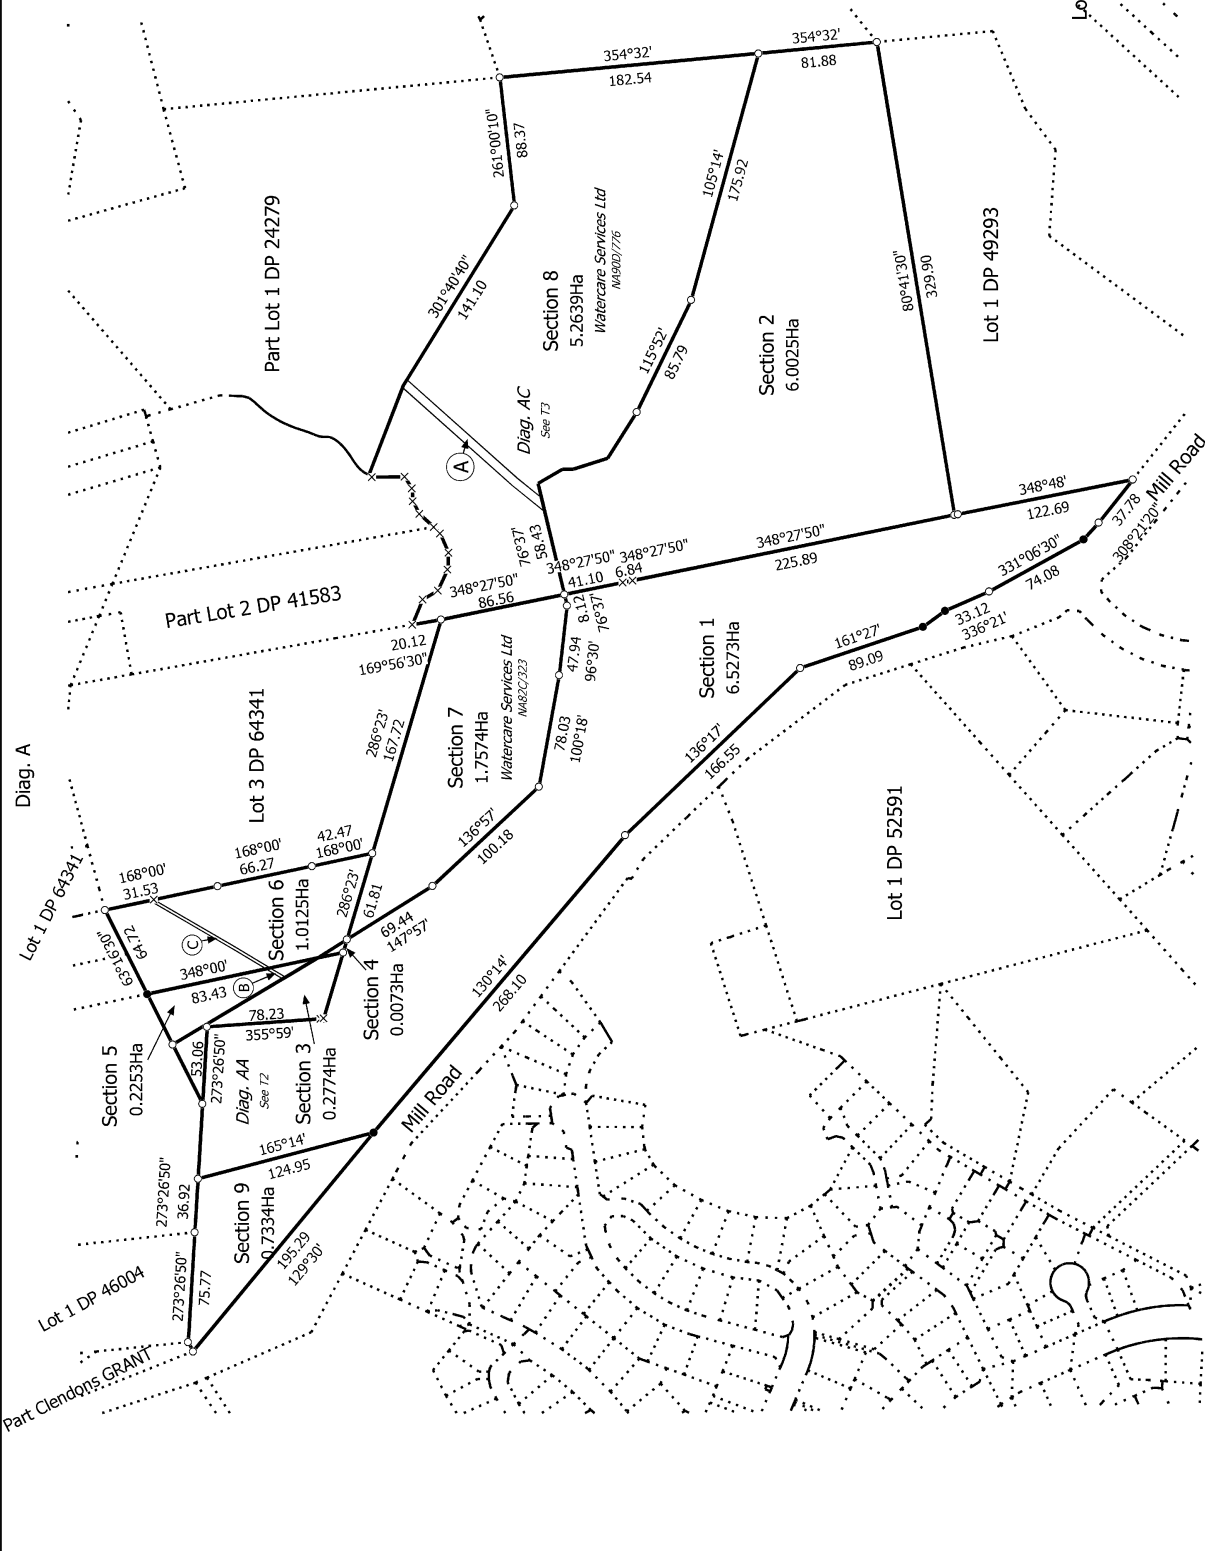 Diag. A
Lo
354°32'
182.54
354°32'
81.88
261°00'10"
88.37
Part Lot 1 DP 24279
301°40'40"
141.10
Section 8
5.2639Ha
Watercare Services Ltd
NA90D/776
105°14'
175.92
115°52'
85.79
Section 2
6.0025Ha
80°41'30"
329.90
Lot 1 DP 49293
Diag. AC
See T3
A
76°37'
58.43
348°48'
122.69
Mill Road
37.78
308°21'20"
348°27'50"
225.89
348°27'50"
6.84
348°27'50"
41.10
331°06'30"
74.08
33.12
336°21'
161°27'
89.09
Part Lot 2 DP 41583
348°27'50"
86.56
20.12
169°56'30"
8.12
76°37'
47.94
96°30'
78.03
100°18'
Section 1
6.5273Ha
136°17'
166.55
Section 7
1.7574Ha
Watercare Services Ltd
NA82C/323
286°23'
167.72
Lot 3 DP 64341
136°57'
100.18
Lot 1 DP 52591
Lot 1 DP 64341
168°00'
31.53
168°00'
66.27
42.47
168°00'
286°23'
61.81
69.44
147°57'
63°16'30"
64.72
C
Section 6
1.0125Ha
348°00'
83.43
B
Section 4
0.0073Ha
78.23
355°59'
130°14'
268.10
Section 5
0.2253Ha
53.06
273°26'50"
Diag. AA
See T2
Section 3
0.2774Ha
Mill Road
165°14'
124.95
273°26'50"
36.92
Section 9
0.7334Ha
195.29
129°30'
273°26'50"
75.77
Lot 1 DP 46004
Part Clendons GRANT